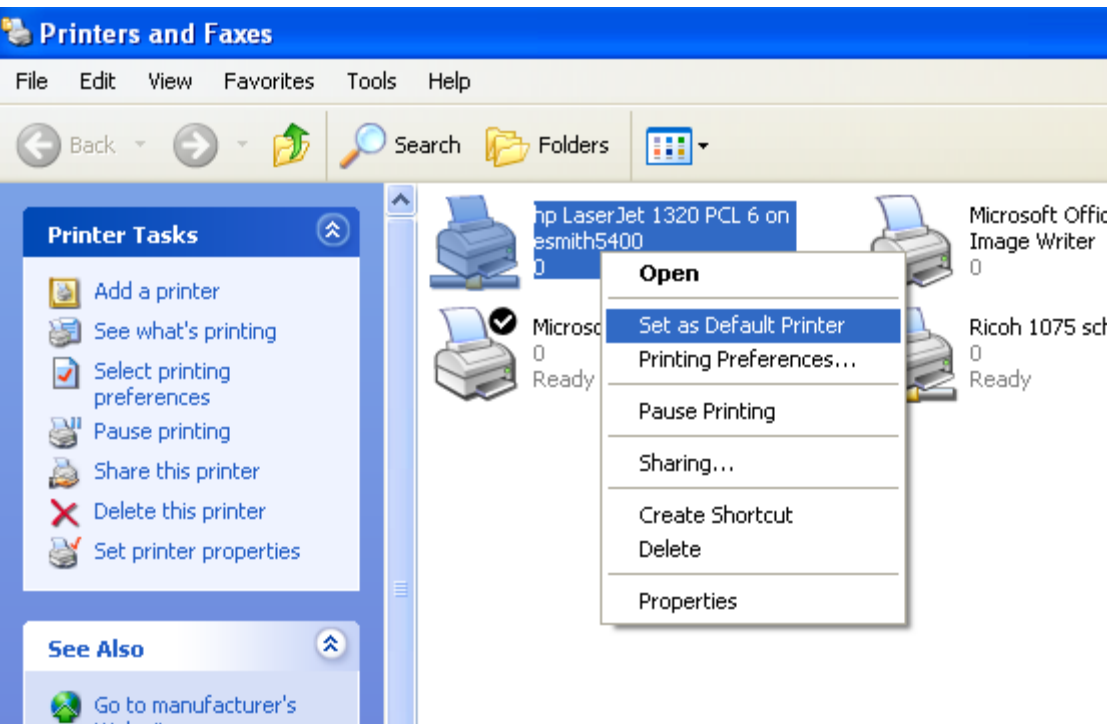 Printers and Faxes
File Edit View Favorites Tools Help
Back Search Folders
Printer Tasks
Add a printer
See what's printing
Select printing
preferences
Pause printing
Share this printer
Delete this printer
Set printer properties
See Also
Go to manufacturer's
hp LaserJet 1320 PCL 6 on
esmith5400
0
Microsoft Offic
Image Writer
0
Microso
0
Ready
Ricoh 1075 sch
0
Ready
Open
Set as Default Printer
Printing Preferences...
Pause Printing
Sharing...
Create Shortcut
Delete
Properties